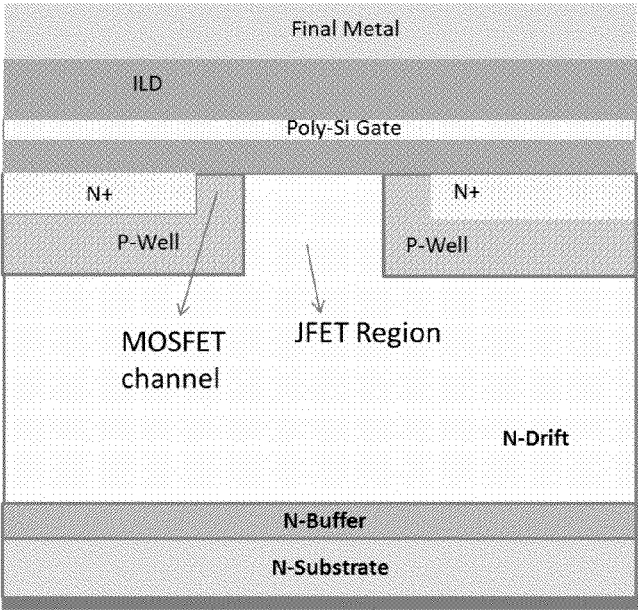 Final Metal
ILD
Poly-Si Gate
N+
N+
P-Well
P-Well
MOSFET
channel
JFET Region
N-Drift
N-Buffer
N-Substrate